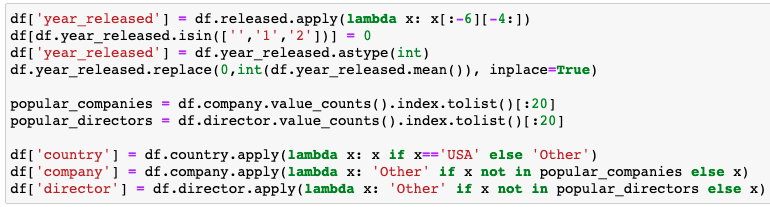 df['year_released'] = df.released.apply(lambda x: x[:-6][-4:])
df[df.year_released.isin(['','1','2'])] = 0
df['year_released'] = df.year_released.astype(int)
df.year_released.replace(0,int(df.year_released.mean()), inplace=True)
popular_companies = df.company.value_counts().index.tolist()[:20]
popular_directors = df.director.value_counts().index.tolist()[:20]
df['country'] = df.country.apply(lambda x: x if x=='USA' else 'Other')
df['company'] = df.company.apply(lambda x: 'Other' if x not in popular_companies else x)
df['director'] = df.director.apply(lambda x: 'Other' if x not in popular_directors else x)